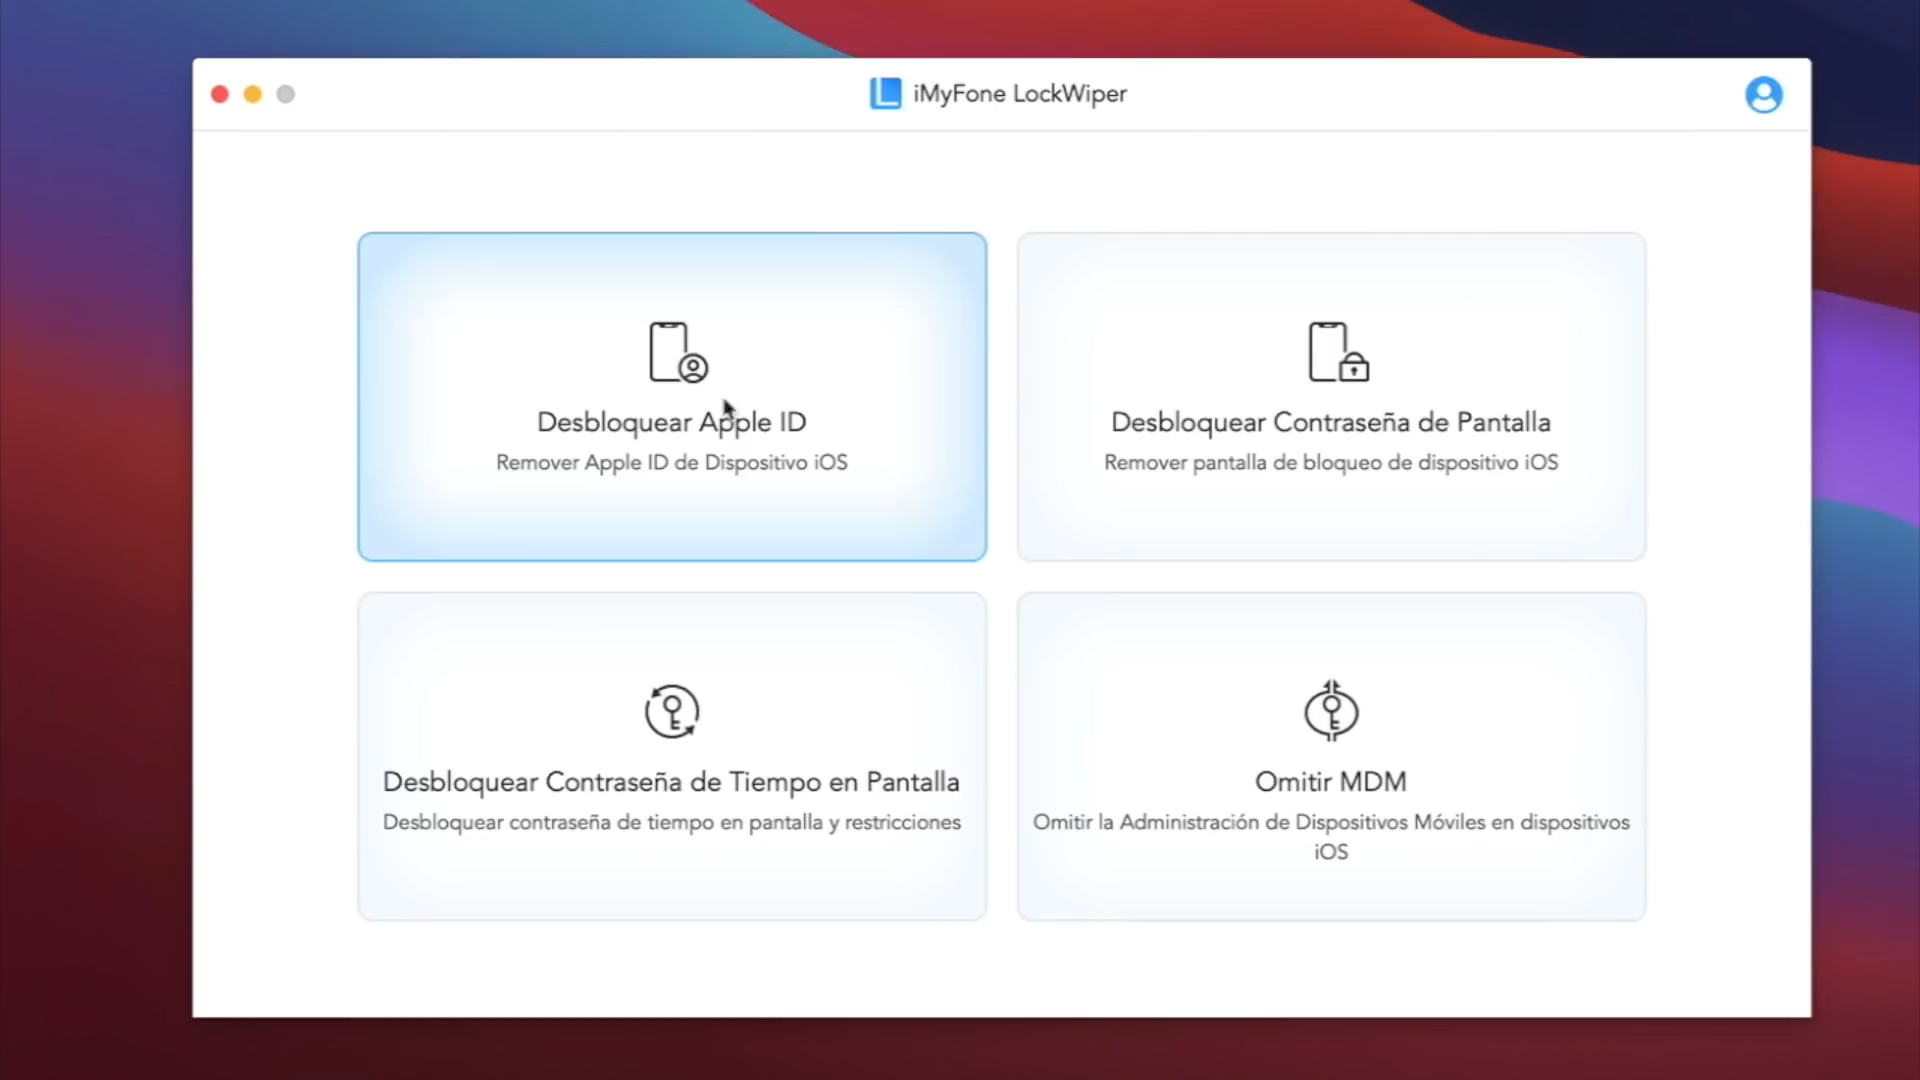 iMyFone LockWiper
Desbloquear Apple ID
Remover Apple ID de Dispositivo iOS
Desbloquear Contraseña de Pantalla
Remover pantalla de bloqueo de dispositivo iOS
Desbloquear Contraseña de Tiempo en Pantalla
Desbloquear contraseña de tiempo en pantalla y restricciones
Omitir MDM
Omitir la Administración de Dispositivos Móviles en dispositivos
iOS